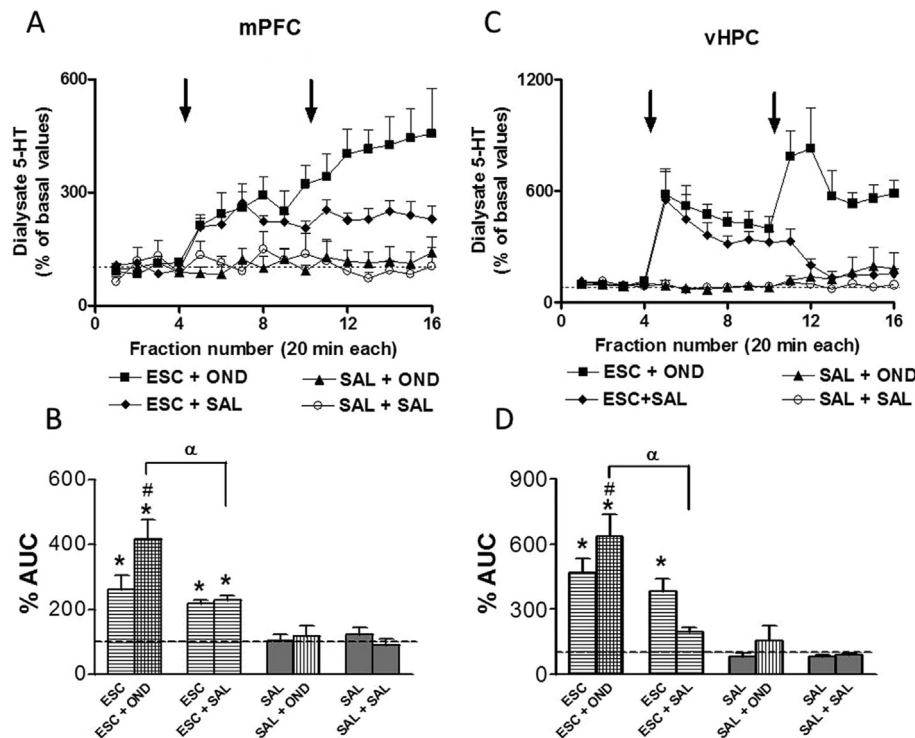 A
mPFC
Dialysate 5-HT
(% of basal values)
600
300
0
0 4 8 12 16
Fraction number (20 min each)
ESC + OND
SAL + OND
ESC + SAL
SAL + SAL
C
vHPC
Dialysate 5-HT
(% of basal values)
1200
600
0
0 4 8 12 16
Fraction number (20 min each)
ESC + OND
SAL + OND
ESC+SAL
SAL + SAL
B
% AUC
600
400
200
0
α
#
*
*
*
*
ESC
ESC + OND
ESC
ESC + SAL
SAL
SAL + OND
SAL
SAL + SAL
D
% AUC
900
600
300
0
α
#
*
*
*
ESC
ESC + OND
ESC
ESC + SAL
SAL
SAL + OND
SAL
SAL + SAL